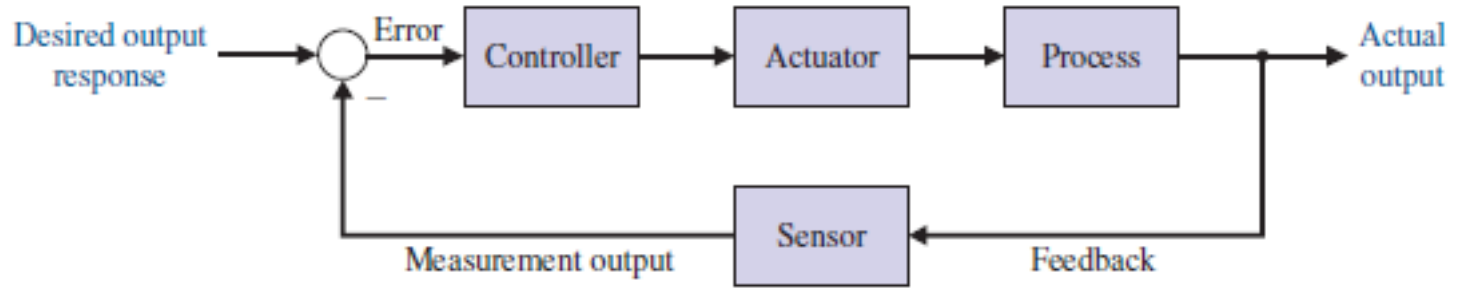 Desired output
response
Error
Controller
Actuator
Process
Actual
output
–
Sensor
Measurement output
Feedback